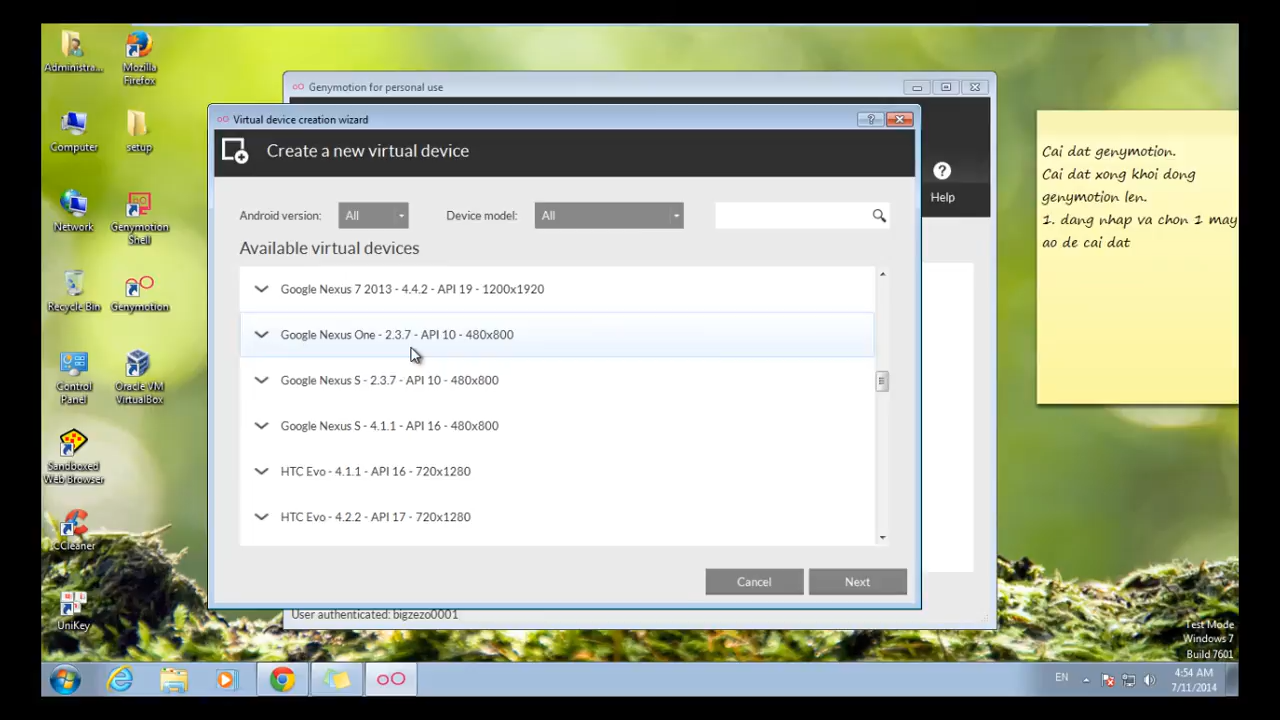 Administra...
Mozilla
Firefox
Computer
setup
Network
Genymotion
Shell
Recycle Bin
Genymotion
Control
Panel
Oracle VM
VirtualBox
Sandboxed
Web Browser
CCleaner
UniKey
Genymotion for personal use
Virtual device creation wizard
?
Create a new virtual device
?
Help
Android version:
All
Device model:
All
Available virtual devices
Google Nexus 7 2013 - 4.4.2 - API 19 - 1200x1920
Google Nexus One - 2.3.7 - API 10 - 480x800
Google Nexus S - 2.3.7 - API 10 - 480x800
Google Nexus S - 4.1.1 - API 16 - 480x800
HTC Evo - 4.1.1 - API 16 - 720x1280
HTC Evo - 4.2.2 - API 17 - 720x1280
Cancel
Next
User authenticated: bigzezo0001
Cai dat genymotion.
Cai dat xong khoi dong
genymotion len.
1. dang nhap va chon 1 may
ao de cai dat
Test Mode
Windows 7
Build 7601
EN
4:54 AM
7/11/2014